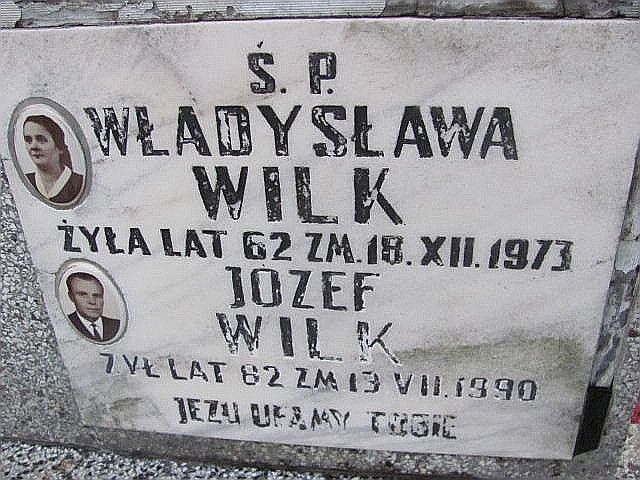 Ś. P.
WŁADYSŁAWA
WILK
ŻYŁA LAT 62 ZM. 18. XII. 1973
JÓZEF
WILK
ŻYŁ LAT 82 ZM 19 VII. 1990
JEZU UFAMY TOBIE